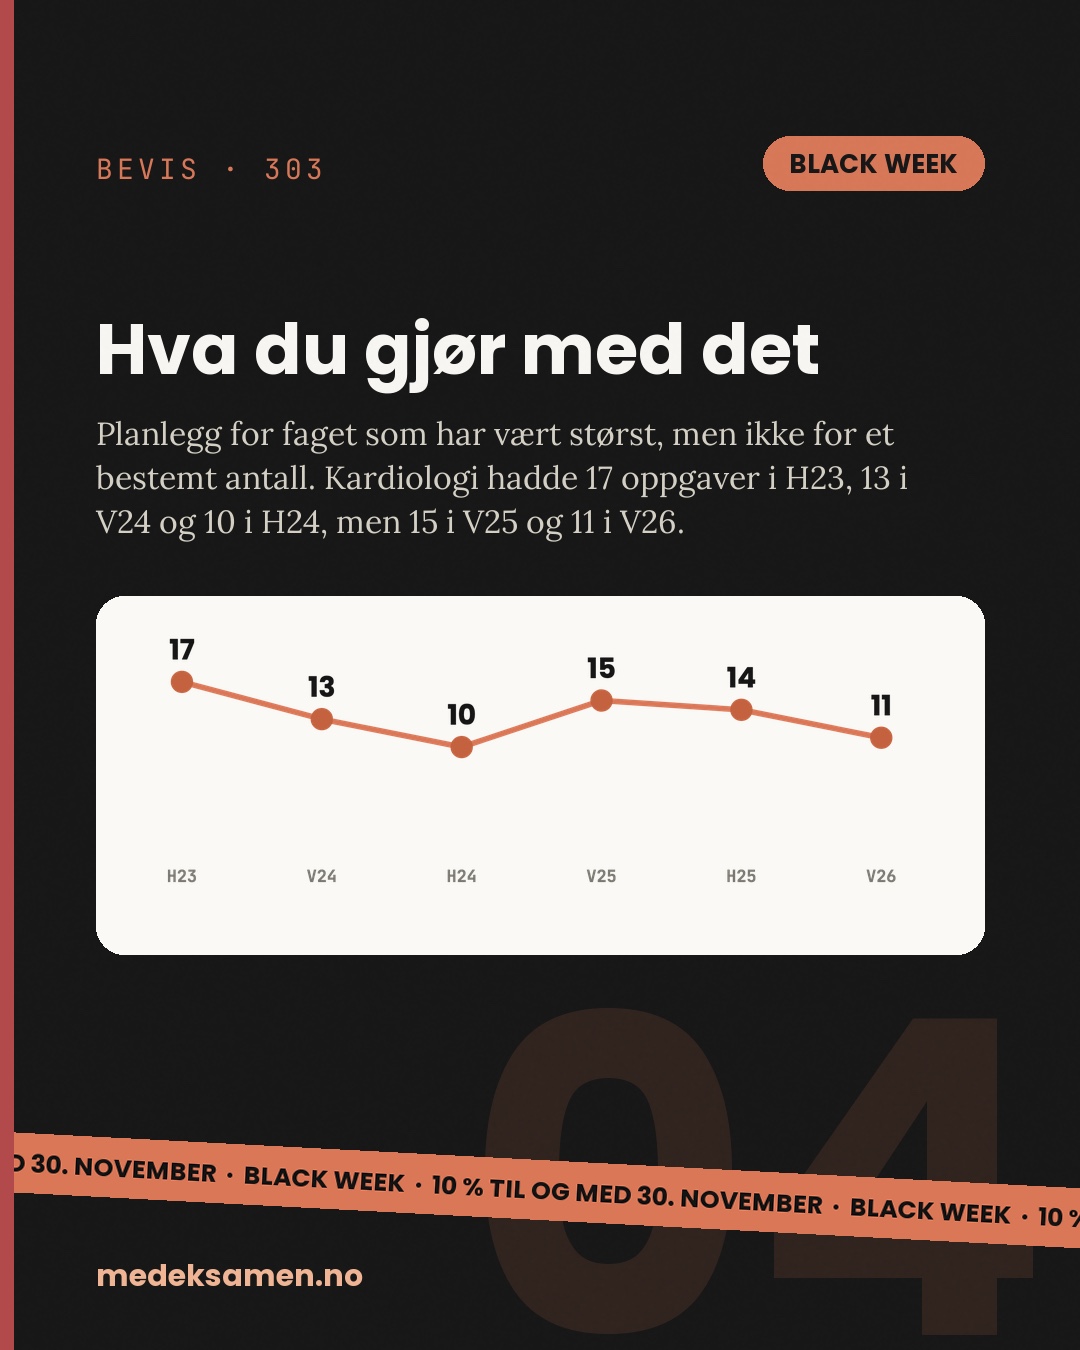 BEVIS · 303
BLACK WEEK
Hva du gjør med det
Planlegg for faget som har vært størst, men ikke for et
bestemt antall. Kardiologi hadde 17 oppgaver i H23, 13 i
V24 og 10 i H24, men 15 i V25 og 11 i V26.
17
13
10
15
14
11
H23
V24
H24
V25
H25
V26
04
30. NOVEMBER · BLACK WEEK · 10 % TIL OG MED 30. NOVEMBER · BLACK WEEK · 10 %
medeksamen.no